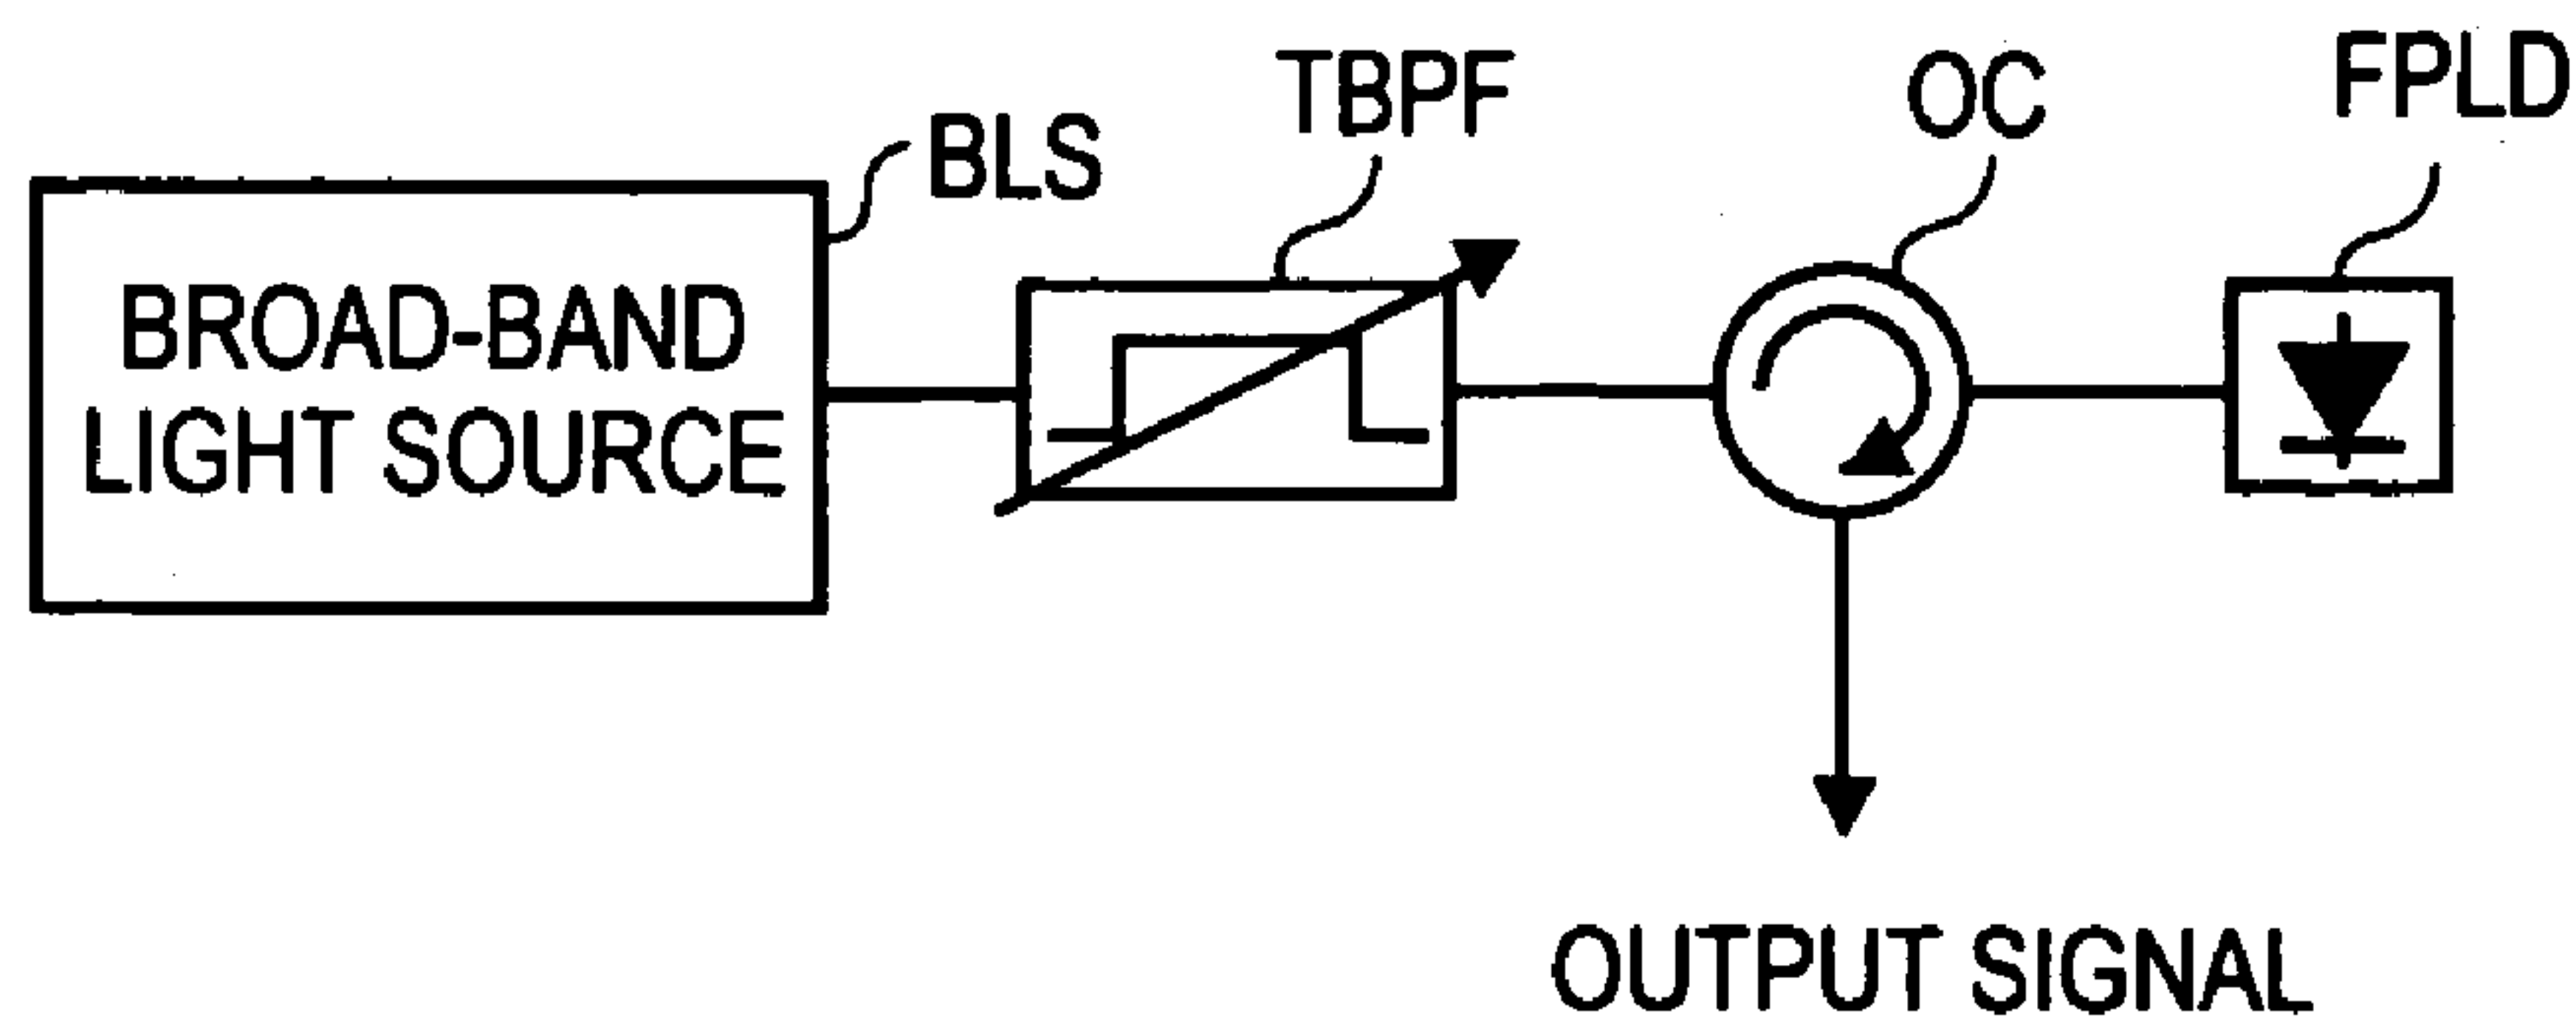 BLS
TBPF
OC
FPLD
BROAD-BAND
LIGHT SOURCE
OUTPUT SIGNAL